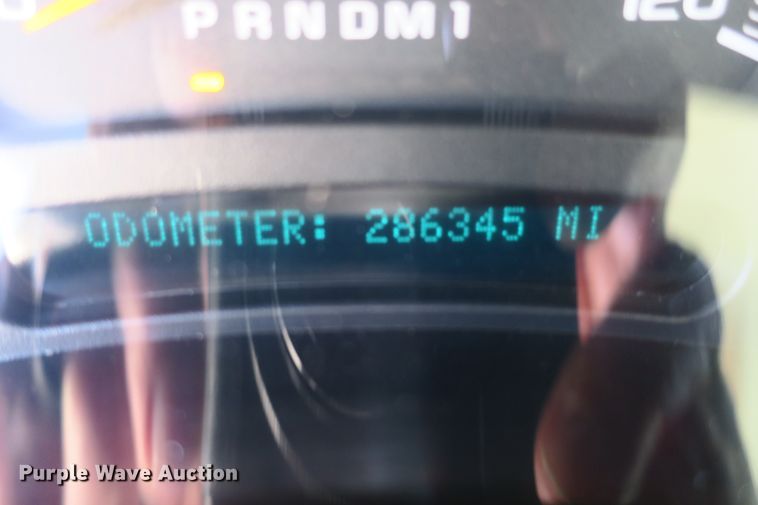 PRNDM1 120
ODOMETER: 286345 MI
Purple Wave Auction